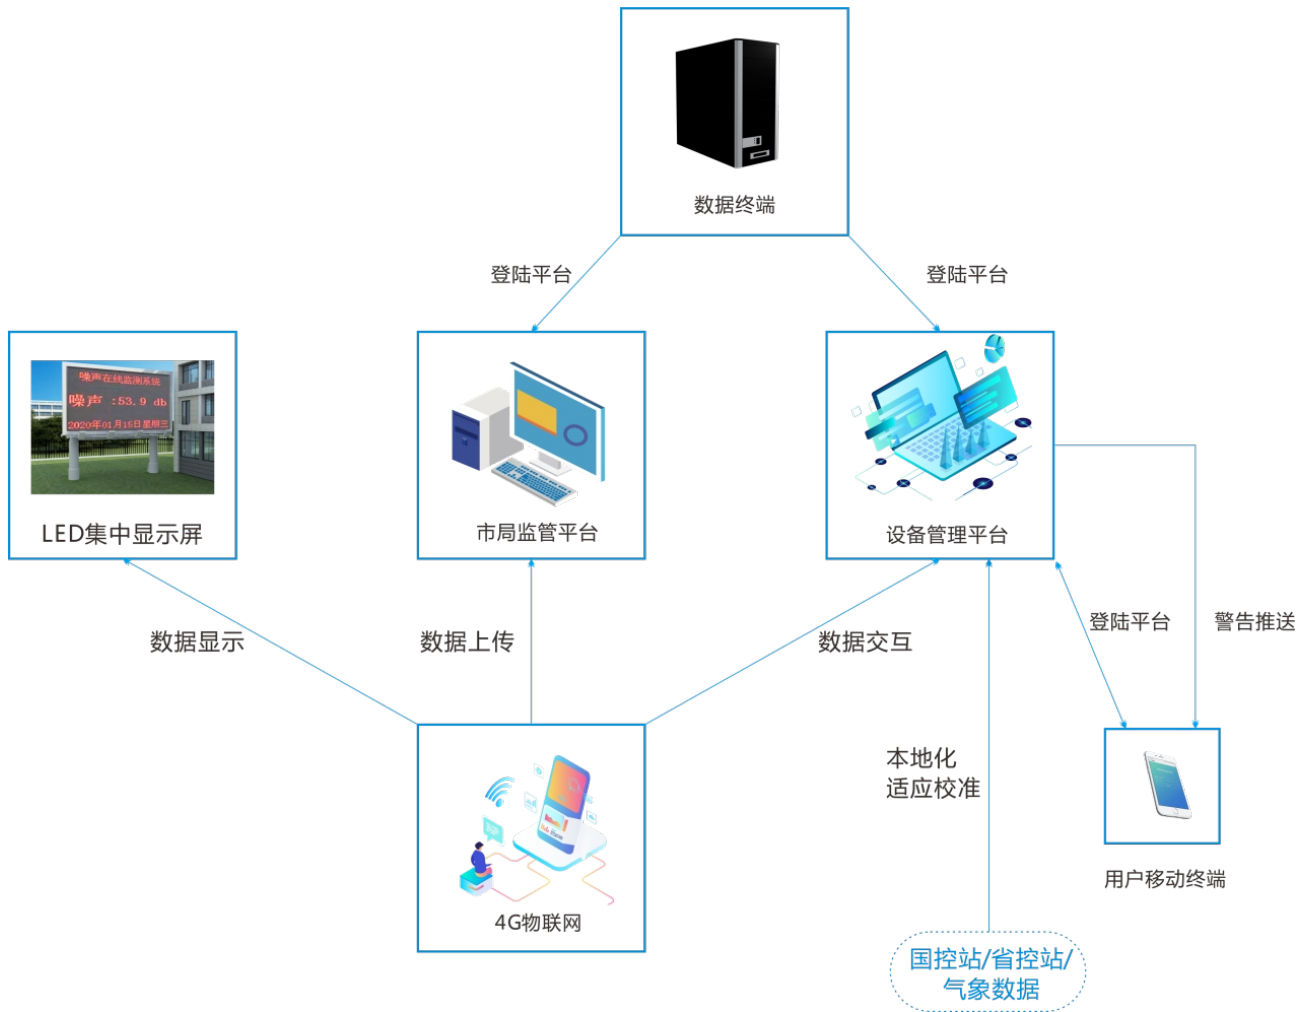 数据终端
登陆平台
登陆平台
噪声在线监测系统
噪声 :53.9 db
2020年01月15日星期三
LED集中显示屏
市局监管平台
设备管理平台
数据显示
数据上传
数据交互
登陆平台
警告推送
本地化
适应校准
用户移动终端
4G物联网
国控站/省控站/
气象数据